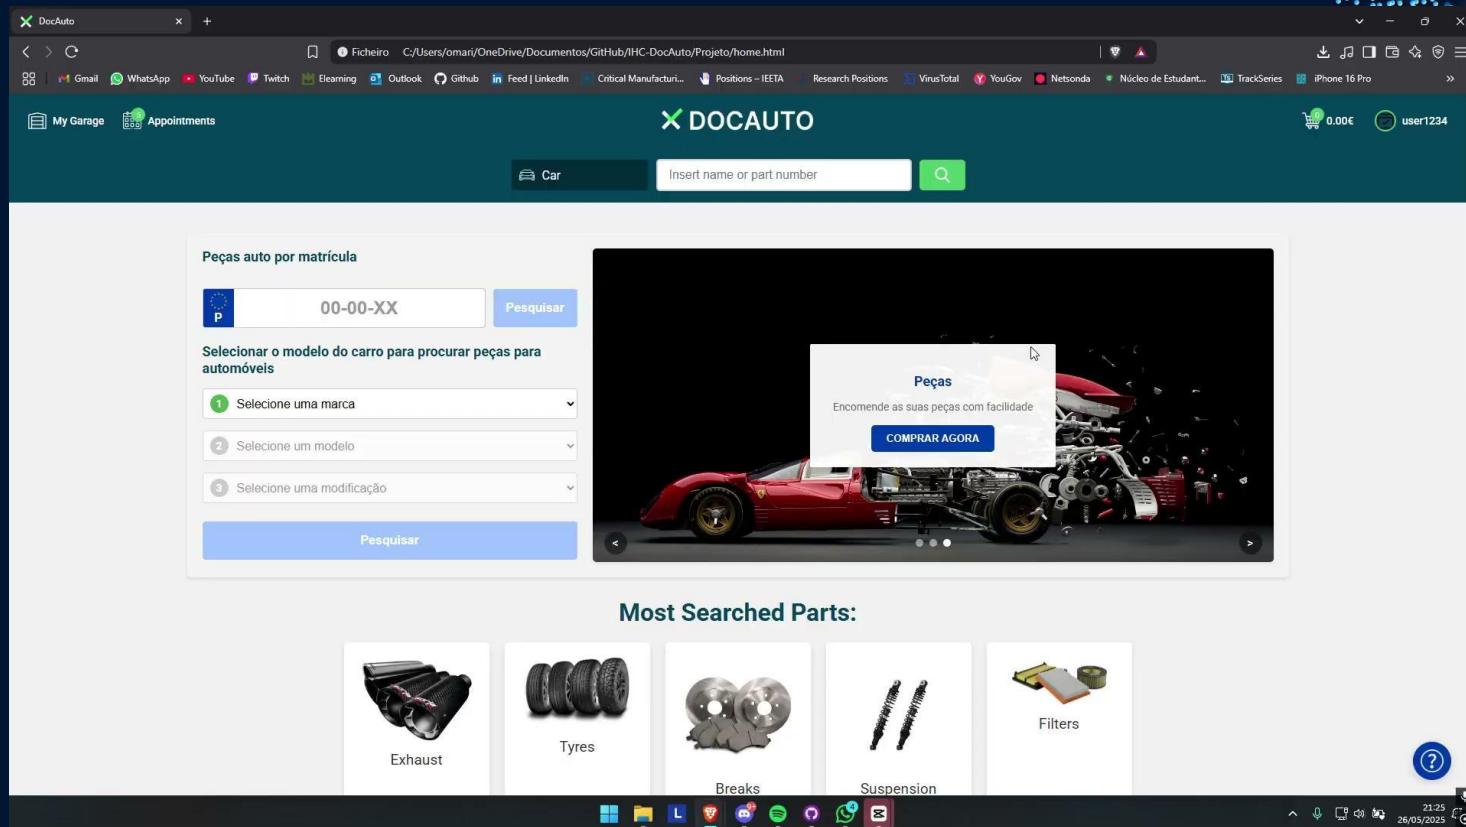 DocAuto
Ficheiro C:/Users/omari/OneDrive/Documentos/GitHub/IHC-DocAuto/Projeto/home.html
Gmail WhatsApp YouTube Twitch Elearning Outlook Github Feed | LinkedIn Critical Manufacturi... Positions – IEETA Research Positions VirusTotal YouGov Netsonda Núcleo de Estudant... TrackSeries iPhone 16 Pro »
My Garage Appointments DOCAUTO 0 0.00€ user1234
Car Insert name or part number
Peças auto por matrícula
P 00-00-XX Pesquisar
Selecionar o modelo do carro para procurar peças para
automóveis
1 Selecione uma marca
2 Selecione um modelo
3 Selecione uma modificação
Pesquisar
Peças
Encomende as suas peças com facilidade
COMPRAR AGORA
< >
Most Searched Parts:
Exhaust
Tyres
Breaks
Suspension
Filters
?
L 9+ 4
21:25
26/05/2025